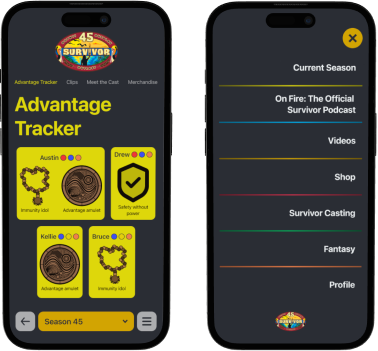 45
SURVIVOR
Advantage Tracker Clips Meet the Cast Merchandise
Advantage
Tracker
Austin
Drew
Immunity idol
Advantage amulet
Safety without
power
Kellie
Bruce
Advantage amulet
Immunity idol
Season 45
Current Season
On Fire: The Official
Survivor Podcast
Videos
Shop
Survivor Casting
Fantasy
Profile
45
SURVIVOR